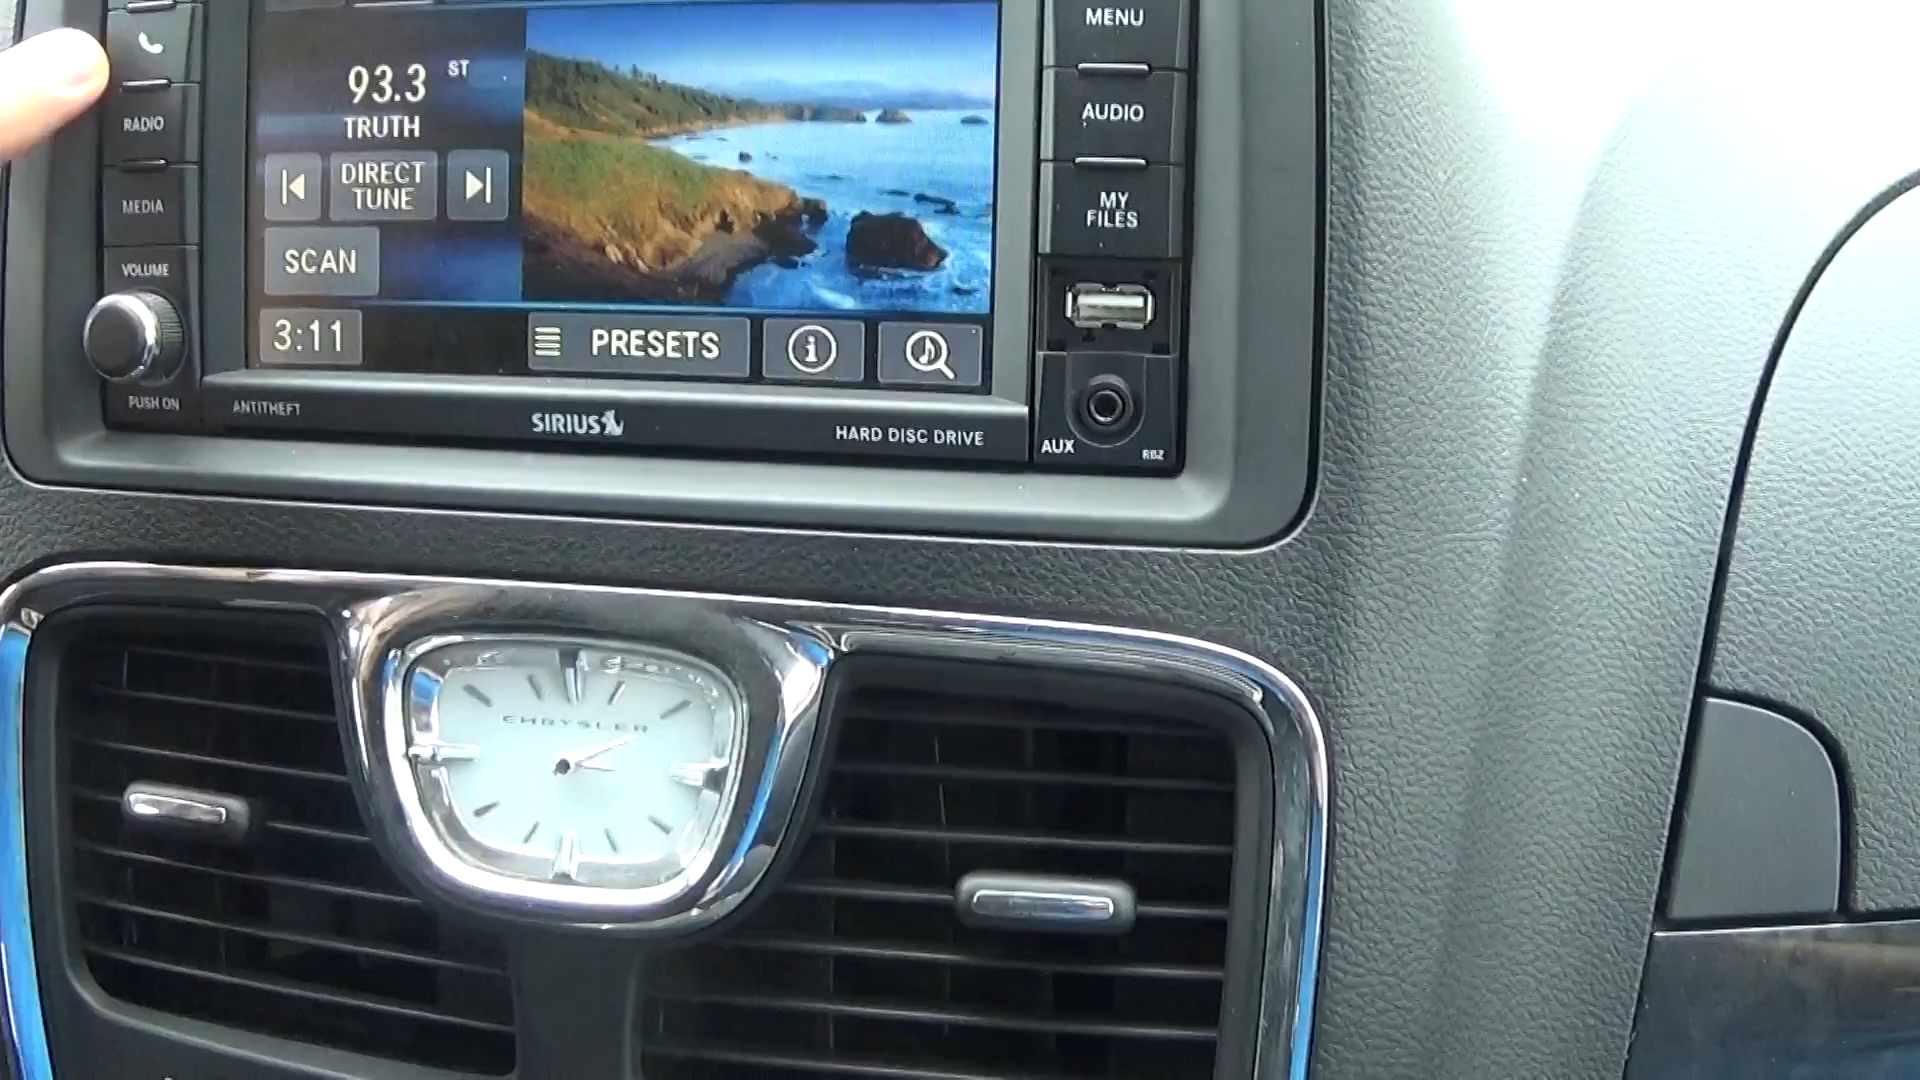 MENU
93.3 ST
TRUTH
AUDIO
RADIO
DIRECT
TUNE
MY
FILES
MEDIA
SCAN
VOLUME
3:11
PRESETS
i
PUSH ON
ANTITHEFT
SIRIUS
HARD DISC DRIVE
AUX
RBZ
CHRYSLER